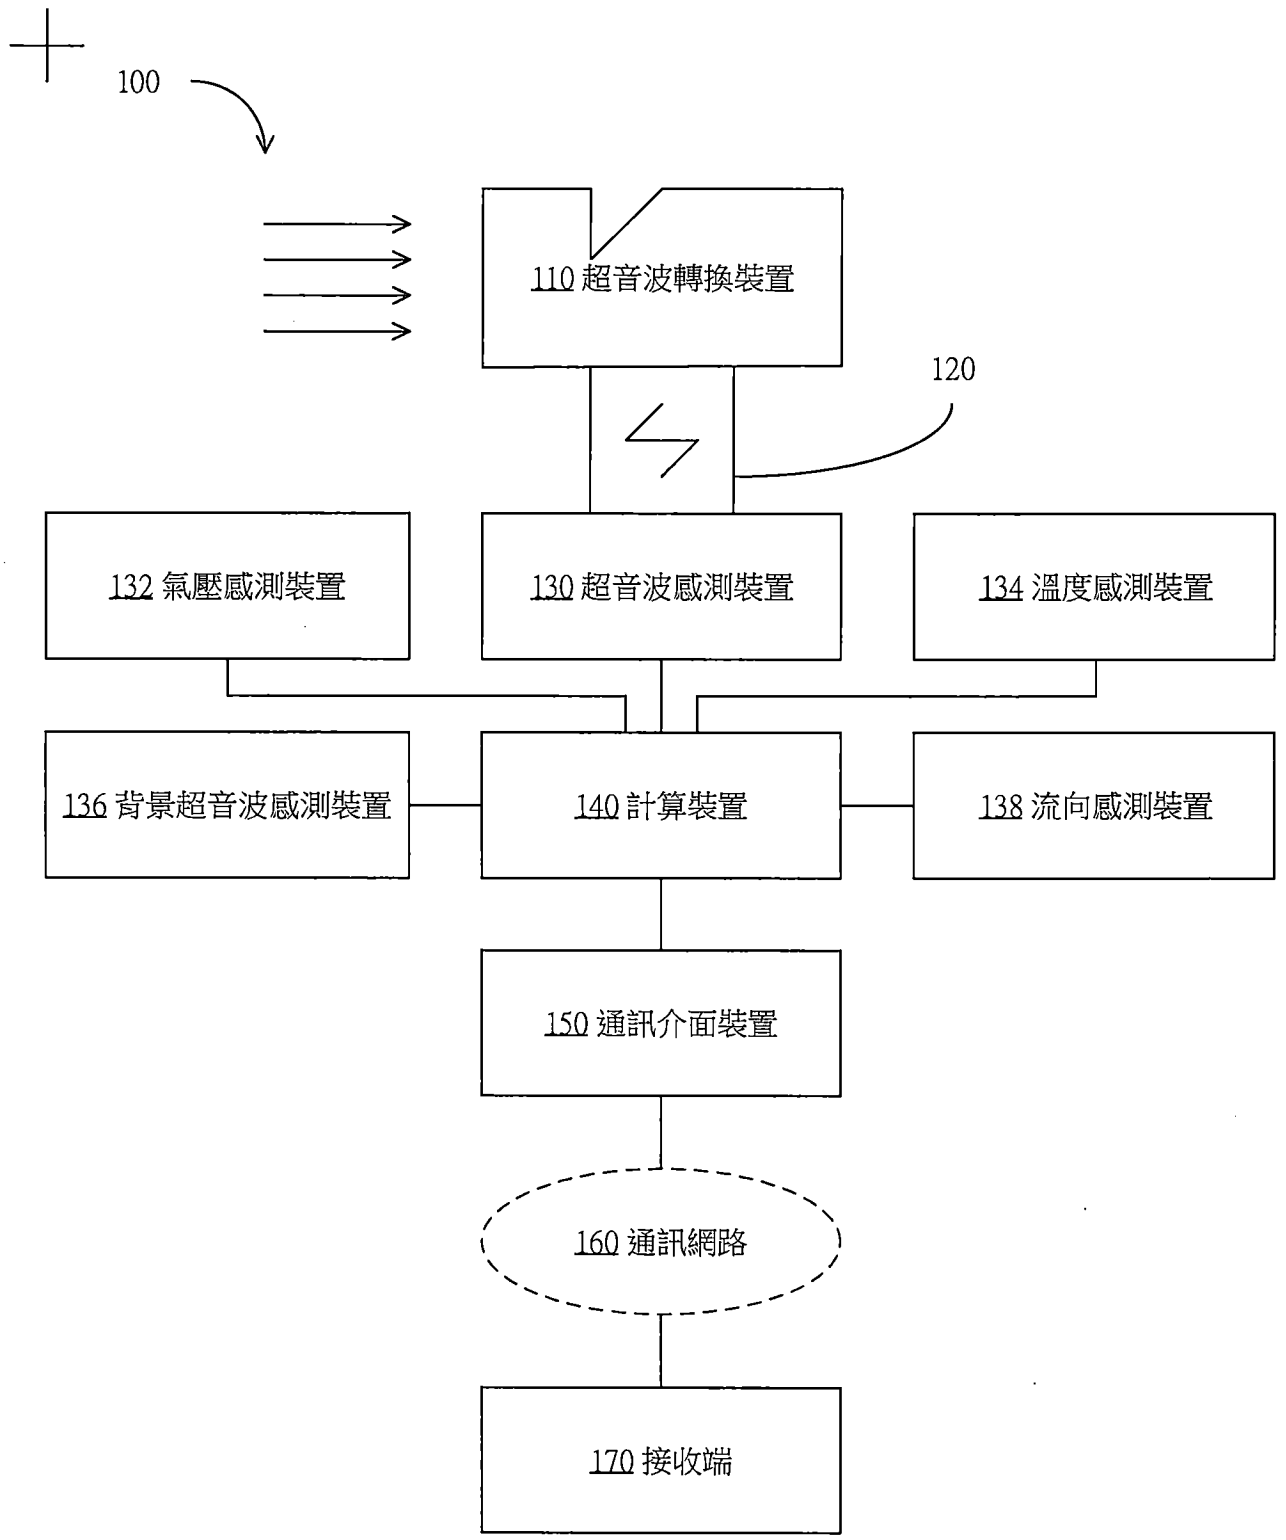 100
110 超音波轉換裝置
120
132 氣壓感測裝置
130 超音波感測裝置
134 溫度感測裝置
136 背景超音波感測裝置
140 計算裝置
138 流向感測裝置
150 通訊介面裝置
160 通訊網路
170 接收端